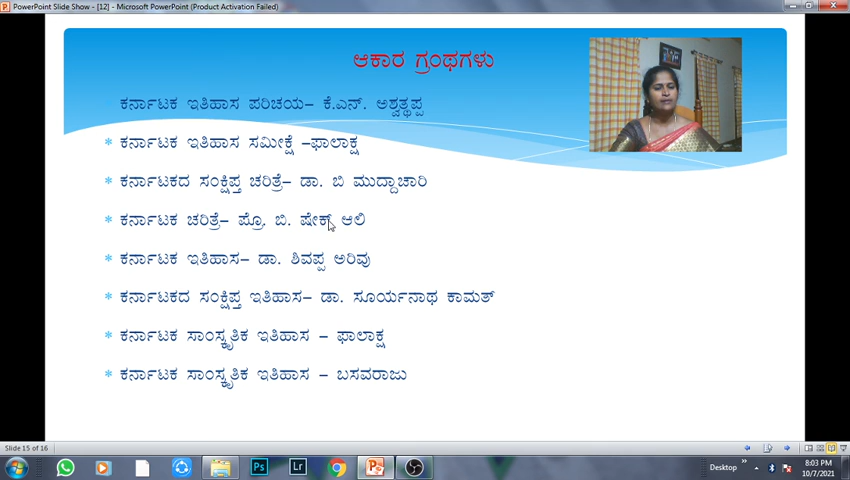 PowerPoint Slide Show - [12] - Microsoft PowerPoint (Product Activation Failed)
ಆಕಾರ ಗ್ರಂಥಗಳು
ಕರ್ನಾಟಕ ಇತಿಹಾಸ ಪರಿಚಯ– ಕೆ.ಎನ್. ಅಶ್ವತ್ಥಪ್ಪ
* ಕರ್ನಾಟಕ ಇತಿಹಾಸ ಸಮೀಕ್ಷೆ –ಫಾಲಾಕ್ಷ
* ಕರ್ನಾಟಕದ ಸಂಕ್ಷಿಪ್ತ ಚರಿತ್ರೆ– ಡಾ. ಬಿ ಮುದ್ದಾಚಾರಿ
* ಕರ್ನಾಟಕ ಚರಿತ್ರೆ– ಪ್ರೊ. ಬಿ. ಷೇಕ್ ಆಲಿ
* ಕರ್ನಾಟಕ ಇತಿಹಾಸ– ಡಾ. ಶಿವಪ್ಪ ಅರಿವು
* ಕರ್ನಾಟಕದ ಸಂಕ್ಷಿಪ್ತ ಇತಿಹಾಸ– ಡಾ. ಸೂರ್ಯನಾಥ ಕಾಮತ್
* ಕರ್ನಾಟಕ ಸಾಂಸ್ಕೃತಿಕ ಇತಿಹಾಸ – ಫಾಲಾಕ್ಷ
* ಕರ್ನಾಟಕ ಸಾಂಸ್ಕೃತಿಕ ಇತಿಹಾಸ – ಬಸವರಾಜು
Slide 15 of 16
Ps
Lr
Desktop
8:03 PM
10/7/2021